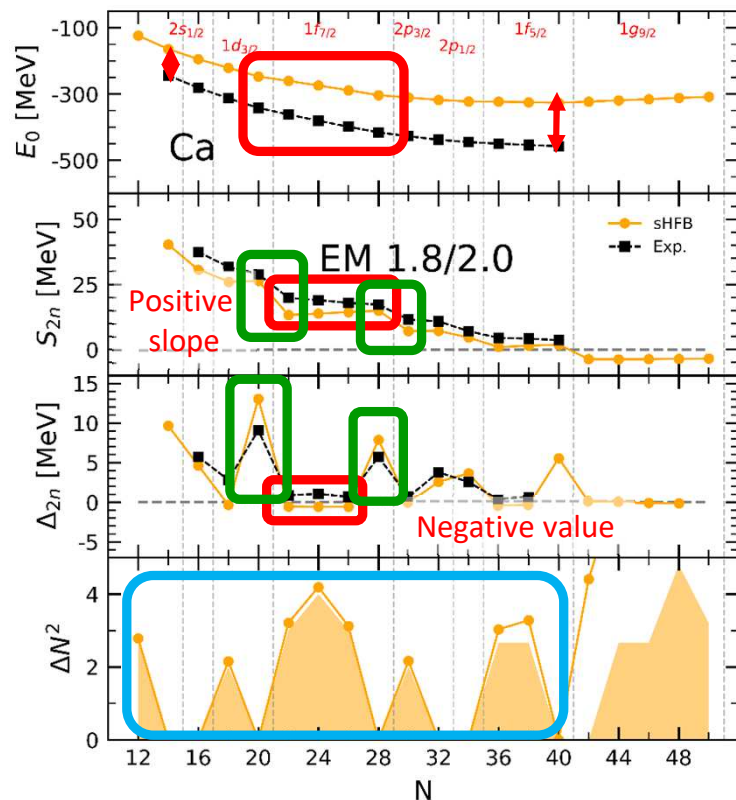 2s1/2 1d3/2 1f7/2 2p3/2 2p1/2 1f5/2 1g9/2
-100
-300
-500
E0 [MeV]
Ca
50
25
0
S2n [MeV]
EM 1.8/2.0
sHFB
Exp.
Positive
slope
15
10
5
0
-5
Δ2n [MeV]
Negative value
4
2
0
ΔN²
12 16 20 24 28 32 36 40 44 48
N